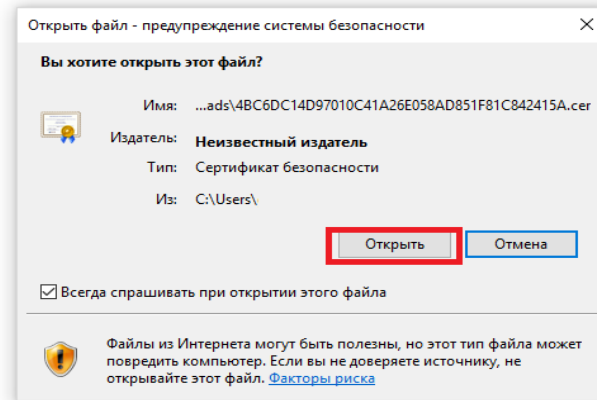 Открыть файл - предупреждение системы безопасности
Вы хотите открыть этот файл?
Имя: ...ads\4BC6DC14D97010C41A26E058AD851F81C842415A.cer
Издатель: Неизвестный издатель
Тип: Сертификат безопасности
Из: C:\Users\
Открыть Отмена
Всегда спрашивать при открытии этого файла
Файлы из Интернета могут быть полезны, но этот тип файла может
повредить компьютер. Если вы не доверяете источнику, не
открывайте этот файл. Факторы риска